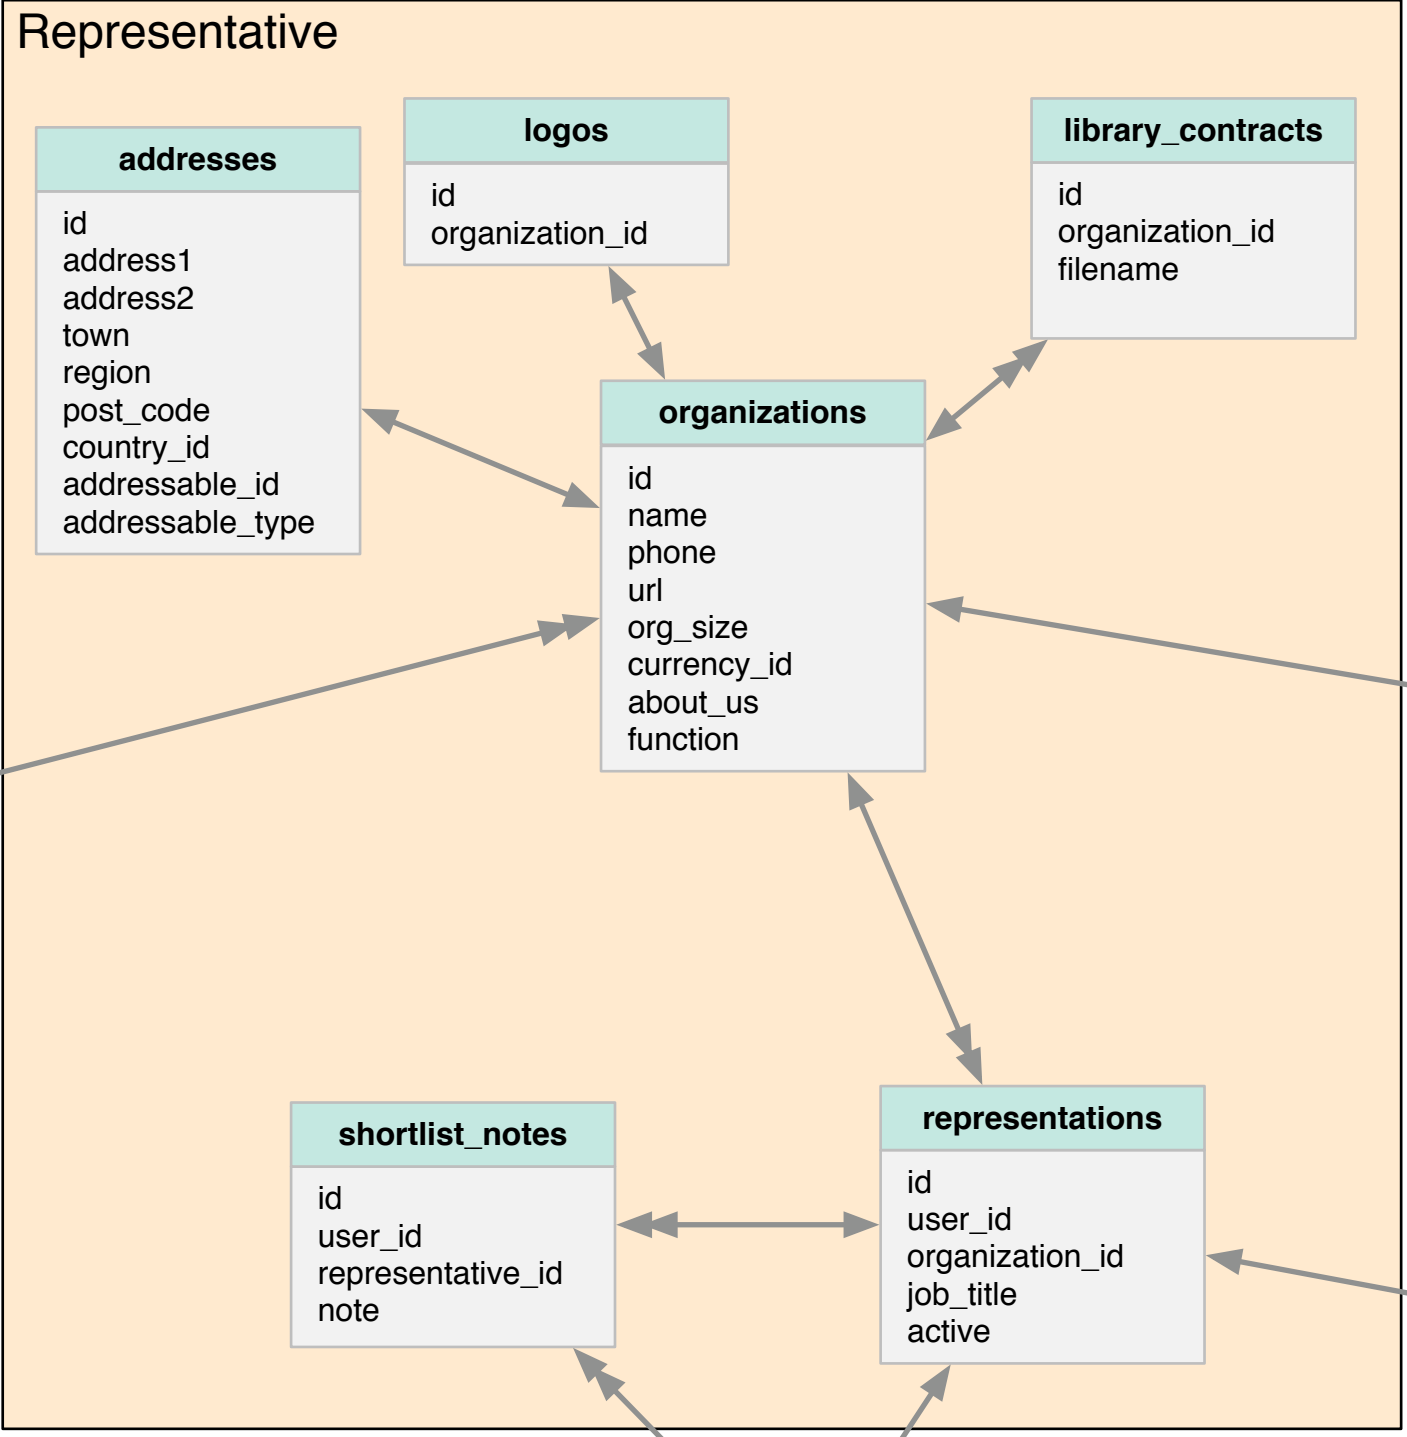 Representative
addresses
id
address1
address2
town
region
post_code
country_id
addressable_id
addressable_type
logos
id
organization_id
library_contracts
id
organization_id
filename
organizations
id
name
phone
url
org_size
currency_id
about_us
function
shortlist_notes
id
user_id
representative_id
note
representations
id
user_id
organization_id
job_title
active